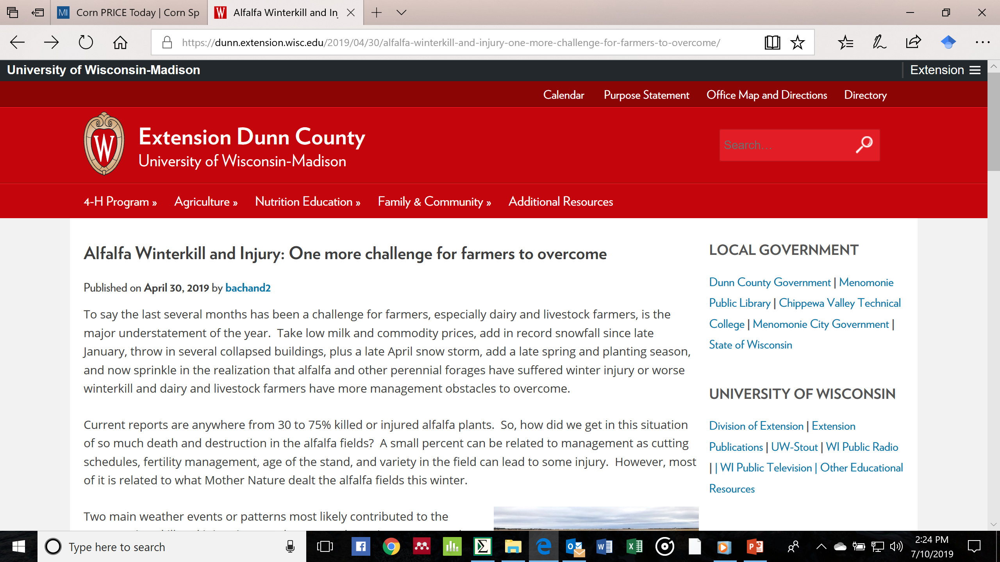 Corn PRICE Today | Corn Sp
Alfalfa Winterkill and In
https://dunn.extension.wisc.edu/2019/04/30/alfalfa-winterkill-and-injury-one-more-challenge-for-farmers-to-overcome/
University of Wisconsin-Madison
Extension
Calendar Purpose Statement Office Map and Directions Directory
Extension Dunn County
University of Wisconsin-Madison
Search…
4-H Program » Agriculture » Nutrition Education » Family & Community » Additional Resources
Alfalfa Winterkill and Injury: One more challenge for farmers to overcome
Published on April 30, 2019 by bachand2
To say the last several months has been a challenge for farmers, especially dairy and livestock farmers, is the
major understatement of the year. Take low milk and commodity prices, add in record snowfall since late
January, throw in several collapsed buildings, plus a late April snow storm, add a late spring and planting season,
and now sprinkle in the realization that alfalfa and other perennial forages have suffered winter injury or worse
winterkill and dairy and livestock farmers have more management obstacles to overcome.
Current reports are anywhere from 30 to 75% killed or injured alfalfa plants. So, how did we get in this situation
of so much death and destruction in the alfalfa fields? A small percent can be related to management as cutting
schedules, fertility management, age of the stand, and variety in the field can lead to some injury. However, most
of it is related to what Mother Nature dealt the alfalfa fields this winter.
Two main weather events or patterns most likely contributed to the
LOCAL GOVERNMENT
Dunn County Government | Menomonie
Public Library | Chippewa Valley Technical
College | Menomonie City Government |
State of Wisconsin
UNIVERSITY OF WISCONSIN
Division of Extension | Extension
Publications | UW-Stout | WI Public Radio
| | WI Public Television | Other Educational
Resources
Type here to search
2:24 PM
7/10/2019